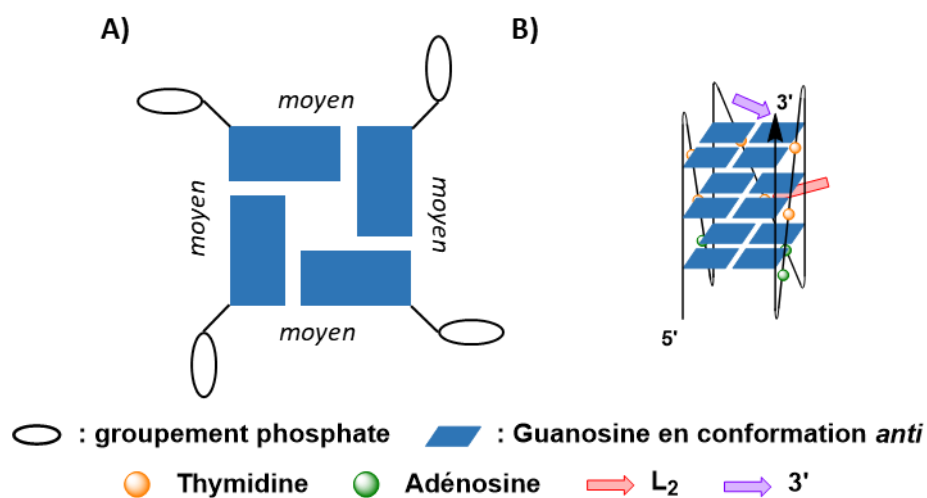 A)
B)
moyen
moyen
moyen
moyen
3'
5'
: groupement phosphate : Guanosine en conformation anti
Thymidine Adénosine L2 3'